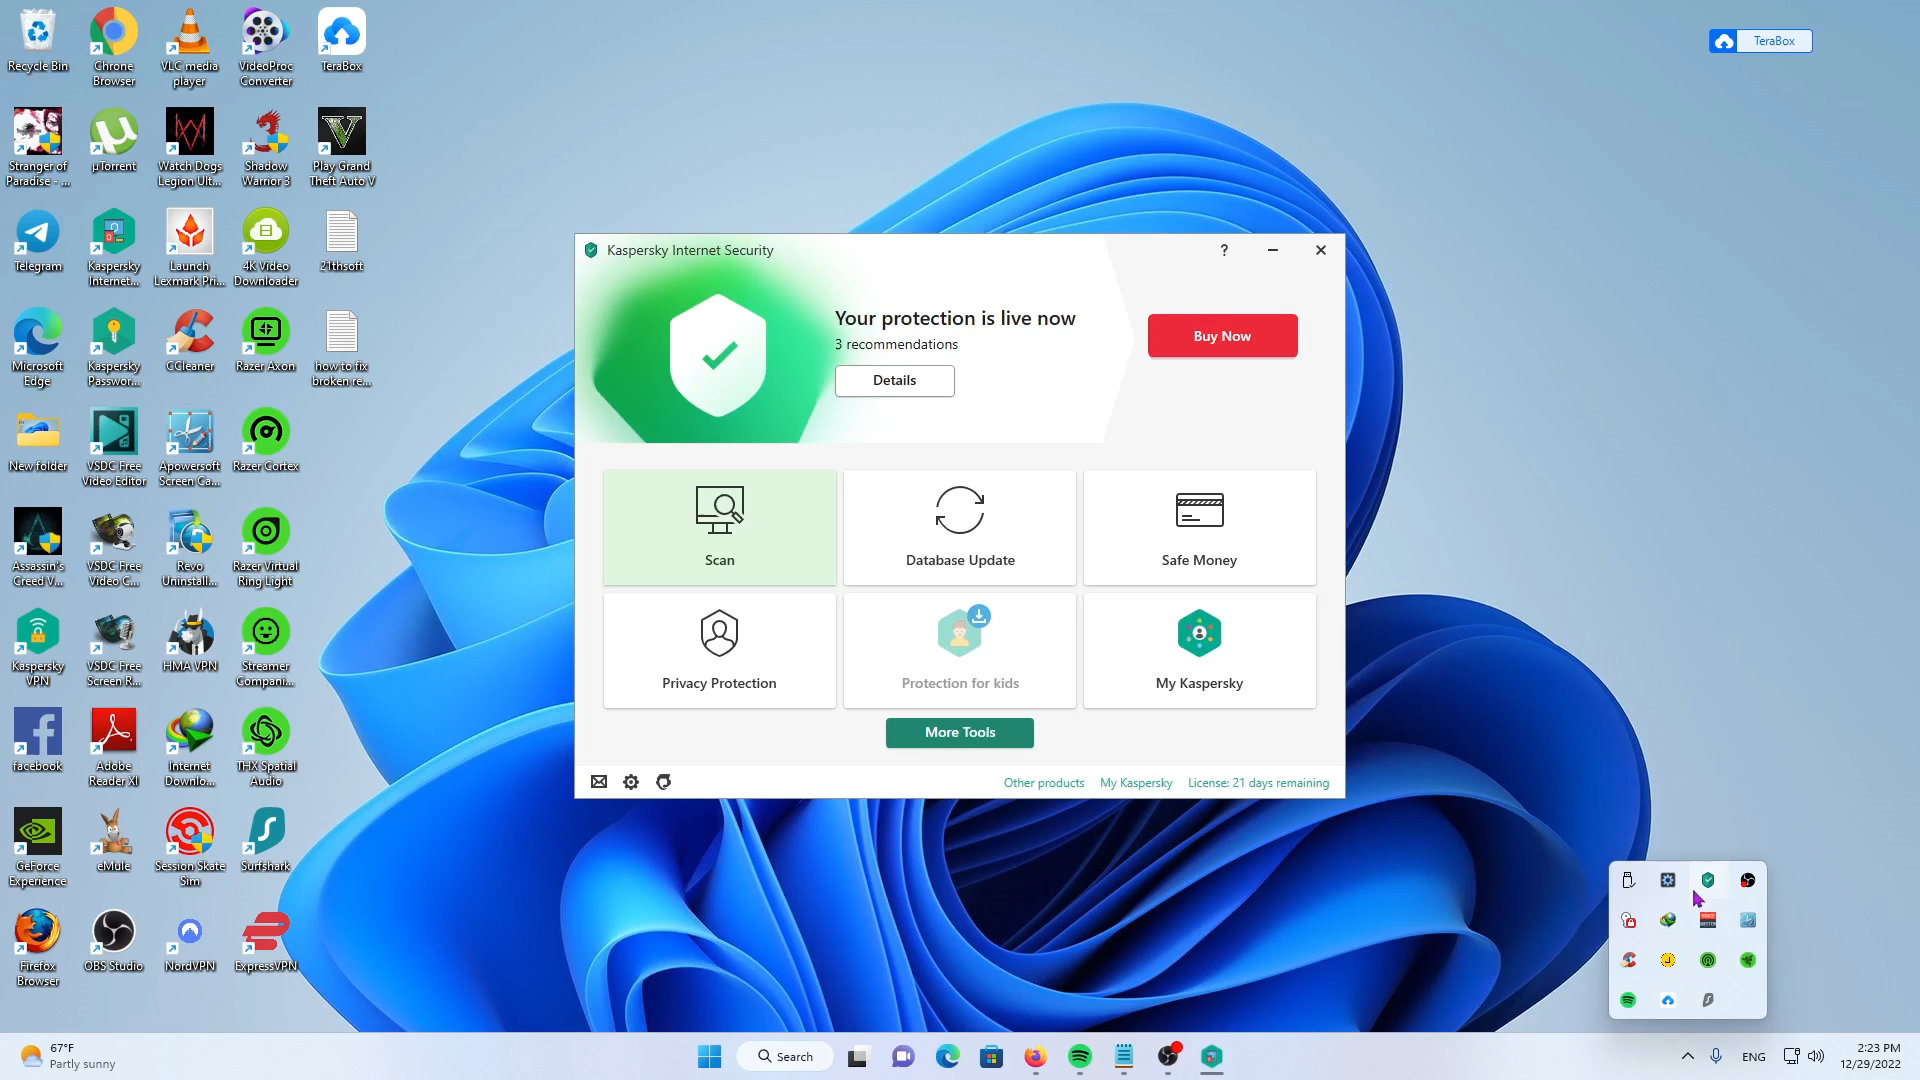 Recycle Bin
Chrome
Browser
VLC media
player
VideoProc
Converter
TeraBox
TeraBox
Stranger of
Paradise - ...
µTorrent
Watch Dogs
Legion Ult...
Shadow
Warrior 3
Play Grand
Theft Auto V
Telegram
Kaspersky
Internet...
Launch
Lexmark Pri...
4K Video
Downloader
21thsoft
Microsoft
Edge
Kaspersky
Passwor...
CCleaner
Razer Axon
how to fix
broken re...
New folder
VSDC Free
Video Editor
Apowersoft
Screen Ca...
Razer Cortex
Assassin's
Creed V...
VSDC Free
Video C...
Revo
Uninstall...
Razer Virtual
Ring Light
Kaspersky
VPN
VSDC Free
Screen R...
HMA VPN
Streamer
Compani...
facebook
Adobe
Reader XI
Internet
Downlo...
THX Spatial
Audio
GeForce
Experience
eMule
Session Skate
Sim
Surfshark
Firefox
Browser
OBS Studio
NordVPN
ExpressVPN
Kaspersky Internet Security
?
Your protection is live now
3 recommendations
Details
Buy Now
Scan
Database Update
Safe Money
Privacy Protection
Protection for kids
My Kaspersky
More Tools
Other products
My Kaspersky
License: 21 days remaining
67°F
Partly sunny
Search
ENG
2:23 PM
12/29/2022